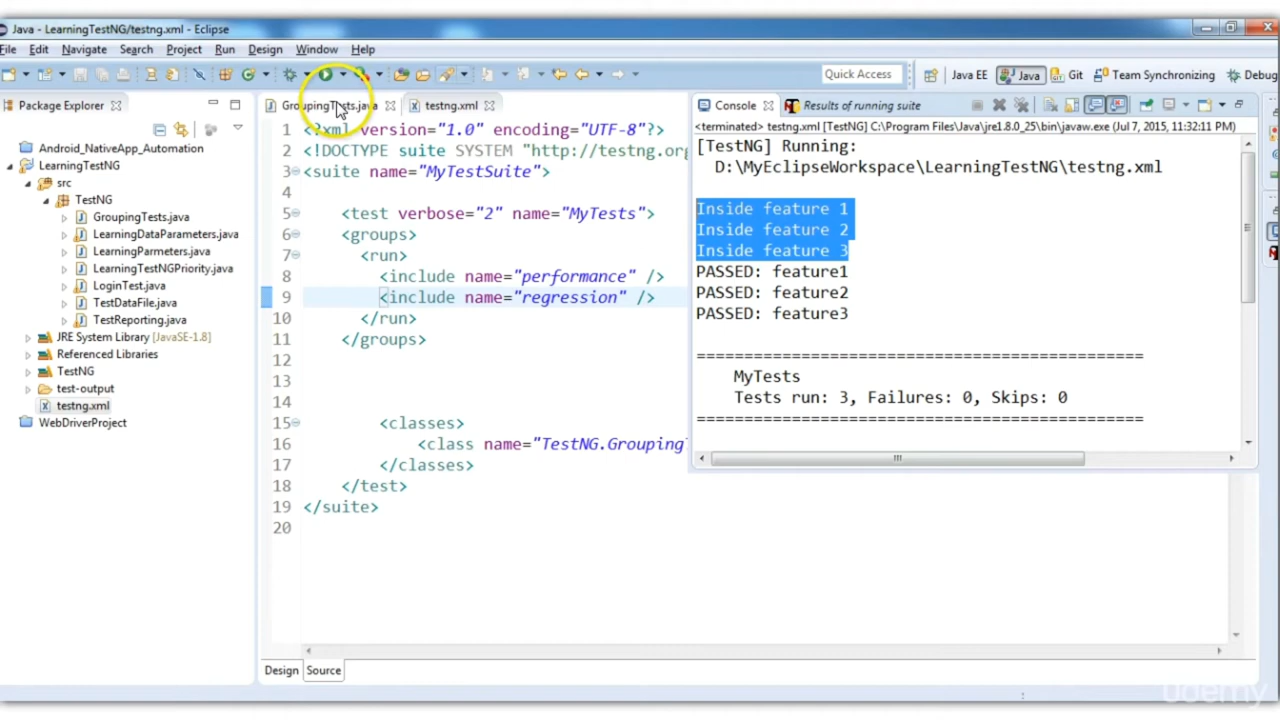 Java - LearningTestNG/testng.xml - Eclipse
File Edit Navigate Search Project Run Design Window Help
Quick Access
Java EE
Java
Git
Team Synchronizing
Debug
Package Explorer
Android_NativeApp_Automation
LearningTestNG
src
TestNG
GroupingTests.java
LearningDataParameters.java
LearningParmeters.java
LearningTestNGPriority.java
LoginTest.java
TestDataFile.java
TestReporting.java
JRE System Library [JavaSE-1.8]
Referenced Libraries
TestNG
test-output
testng.xml
WebDriverProject
GroupingTests.java
testng.xml
1 <?xml version="1.0" encoding="UTF-8"?>
2 <!DOCTYPE suite SYSTEM "http://testng.org
3 <suite name="MyTestSuite">
4
5 <test verbose="2" name="MyTests">
6 <groups>
7 <run>
8 <include name="performance" />
9 <include name="regression" />
10 </run>
11 </groups>
12
13
14
15 <classes>
16 <class name="TestNG.GroupingT
17 </classes>
18 </test>
19 </suite>
20
Design
Source
Console
Results of running suite
<terminated> testng.xml [TestNG] C:\Program Files\Java\jre1.8.0_25\bin\javaw.exe (Jul 7, 2015, 11:32:11 PM)
[TestNG] Running:
D:\MyEclipseWorkspace\LearningTestNG\testng.xml
Inside feature 1
Inside feature 2
Inside feature 3
PASSED: feature1
PASSED: feature2
PASSED: feature3
===============================================
MyTests
Tests run: 3, Failures: 0, Skips: 0
===============================================
udemy